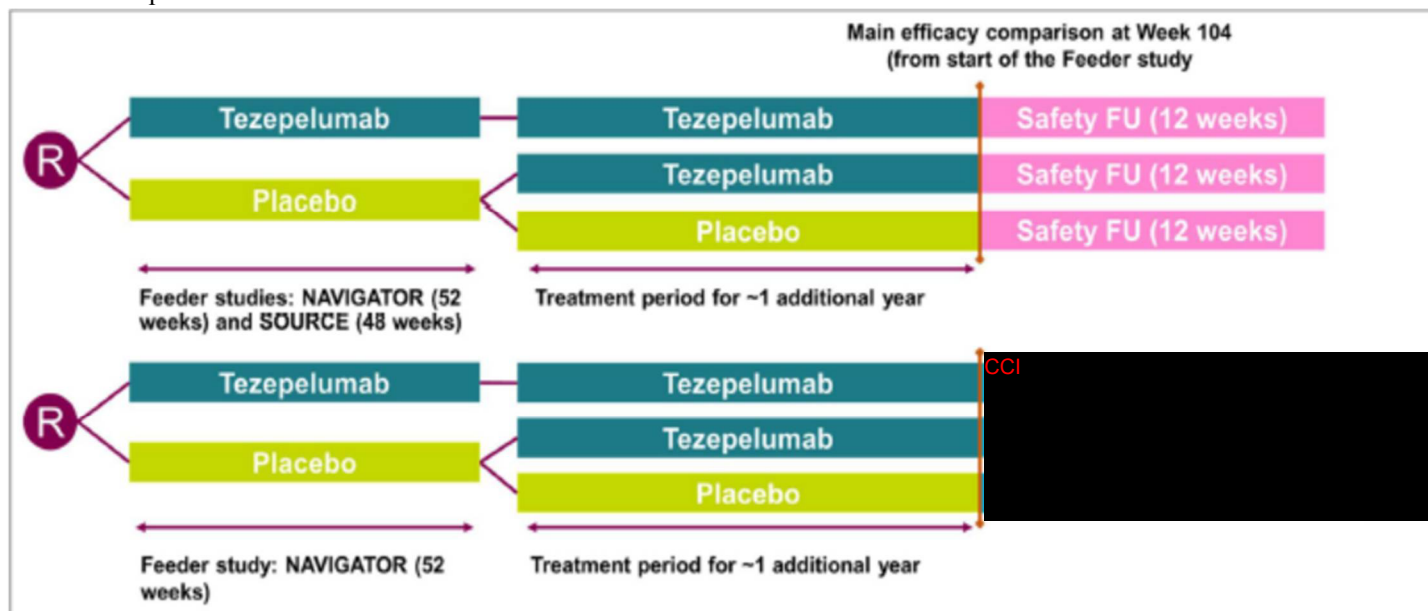 Main efficacy comparison at Week 104
(from start of the Feeder study
R
Tezepelumab
Tezepelumab
Safety FU (12 weeks)
Tezepelumab
Safety FU (12 weeks)
Placebo
Placebo
Safety FU (12 weeks)
Feeder studies: NAVIGATOR (52
weeks) and SOURCE (48 weeks)
Treatment period for ~1 additional year
R
Tezepelumab
Tezepelumab
CCI
Tezepelumab
Placebo
Placebo
Feeder study: NAVIGATOR (52
weeks)
Treatment period for ~1 additional year